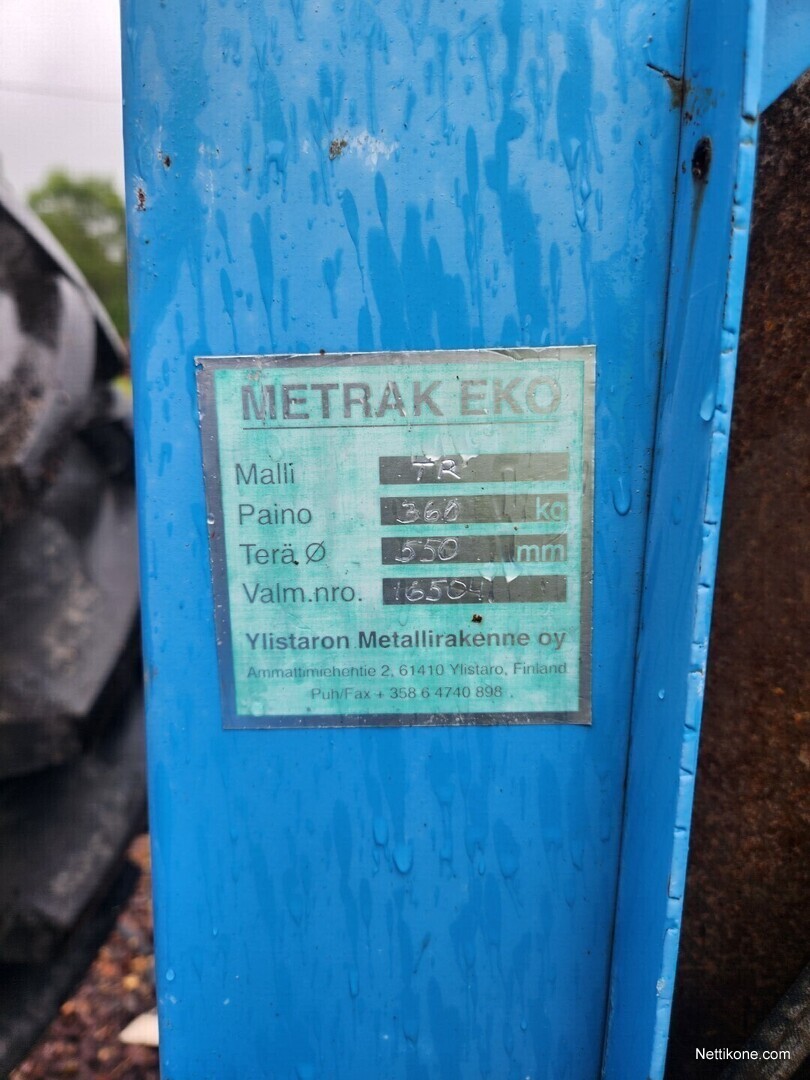 METRAK EKO
Malli TR
Paino 360 kg
Terä Ø 550 mm
Valm.nro. 16504
Ylistaron Metallirakenne oy
Ammattimiehentie 2, 61410 Ylistaro, Finland
Puh/Fax + 358 6 4740 898
Nettikone.com